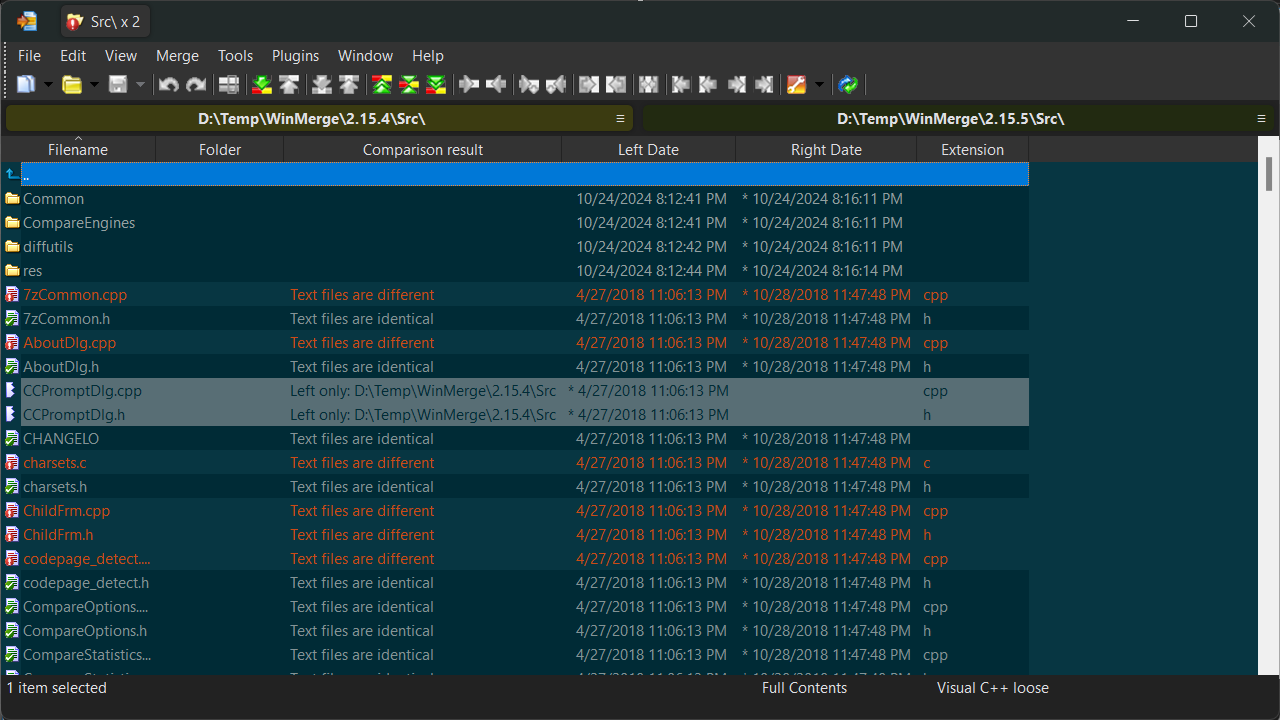 Src\ x 2
File Edit View Merge Tools Plugins Window Help
D:\Temp\WinMerge\2.15.4\Src\ D:\Temp\WinMerge\2.15.5\Src\
Filename Folder Comparison result Left Date Right Date Extension
..
Common 10/24/2024 8:12:41 PM * 10/24/2024 8:16:11 PM
CompareEngines 10/24/2024 8:12:41 PM * 10/24/2024 8:16:11 PM
diffutils 10/24/2024 8:12:42 PM * 10/24/2024 8:16:11 PM
res 10/24/2024 8:12:44 PM * 10/24/2024 8:16:14 PM
7zCommon.cpp Text files are different 4/27/2018 11:06:13 PM * 10/28/2018 11:47:48 PM cpp
7zCommon.h Text files are identical 4/27/2018 11:06:13 PM * 10/28/2018 11:47:48 PM h
AboutDlg.cpp Text files are different 4/27/2018 11:06:13 PM * 10/28/2018 11:47:48 PM cpp
AboutDlg.h Text files are identical 4/27/2018 11:06:13 PM * 10/28/2018 11:47:48 PM h
CCPromptDlg.cpp Left only: D:\Temp\WinMerge\2.15.4\Src * 4/27/2018 11:06:13 PM cpp
CCPromptDlg.h Left only: D:\Temp\WinMerge\2.15.4\Src * 4/27/2018 11:06:13 PM h
CHANGELO Text files are identical 4/27/2018 11:06:13 PM * 10/28/2018 11:47:48 PM
charsets.c Text files are different 4/27/2018 11:06:13 PM * 10/28/2018 11:47:48 PM c
charsets.h Text files are identical 4/27/2018 11:06:13 PM * 10/28/2018 11:47:48 PM h
ChildFrm.cpp Text files are different 4/27/2018 11:06:13 PM * 10/28/2018 11:47:48 PM cpp
ChildFrm.h Text files are different 4/27/2018 11:06:13 PM * 10/28/2018 11:47:48 PM h
codepage_detect.... Text files are different 4/27/2018 11:06:13 PM * 10/28/2018 11:47:48 PM cpp
codepage_detect.h Text files are identical 4/27/2018 11:06:13 PM * 10/28/2018 11:47:48 PM h
CompareOptions.... Text files are identical 4/27/2018 11:06:13 PM * 10/28/2018 11:47:48 PM cpp
CompareOptions.h Text files are identical 4/27/2018 11:06:13 PM * 10/28/2018 11:47:48 PM h
CompareStatistics... Text files are identical 4/27/2018 11:06:13 PM * 10/28/2018 11:47:48 PM cpp
1 item selected Full Contents Visual C++ loose